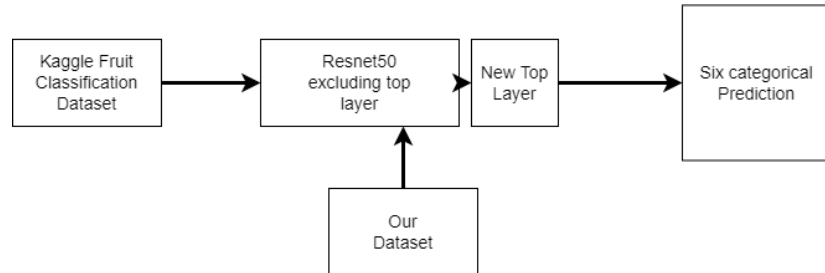 Kaggle Fruit
Classification
Dataset
Resnet50
excluding top
layer
New Top
Layer
Six categorical
Prediction
Our
Dataset